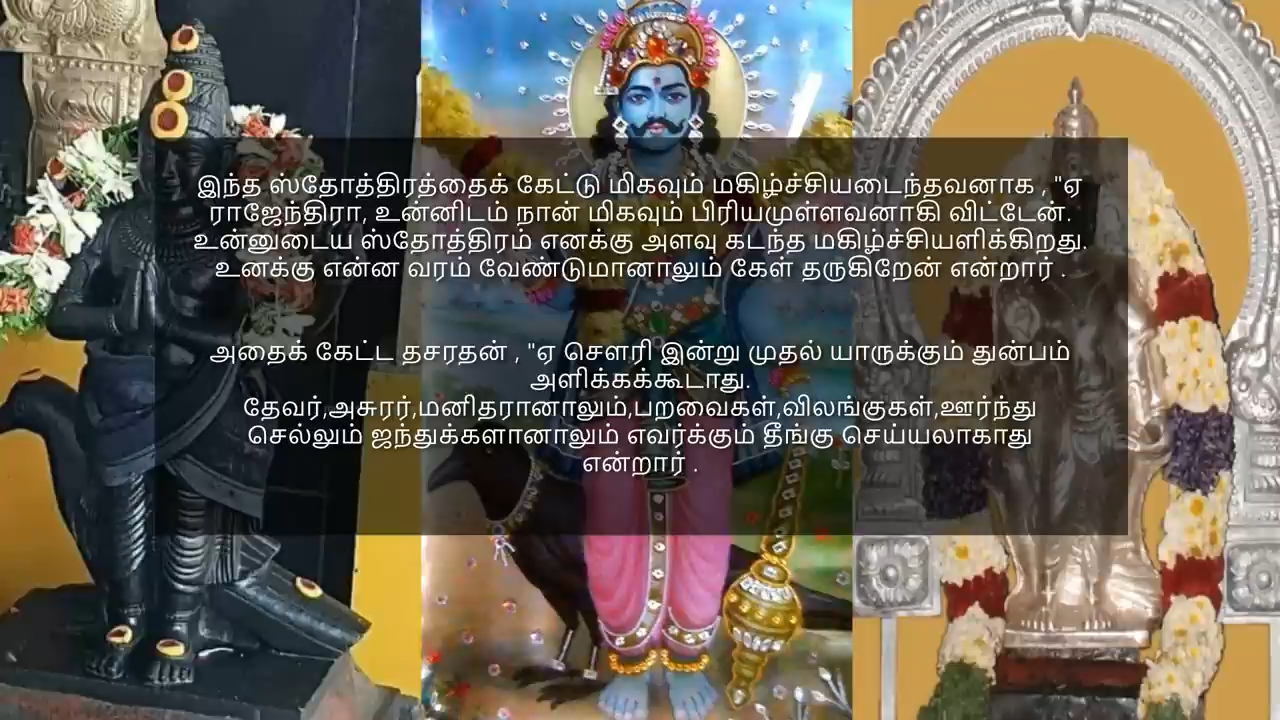 இந்த ஸ்தோத்திரத்தைக் கேட்டு மிகவும் மகிழ்ச்சியடைந்தவனாக , "ஏ
ராஜேந்திரா, உன்னிடம் நான் மிகவும் பிரியமுள்ளவனாகி விட்டேன்.
உன்னுடைய ஸ்தோத்திரம் எனக்கு அளவு கடந்த மகிழ்ச்சியளிக்கிறது.
உனக்கு என்ன வரம் வேண்டுமானாலும் கேள் தருகிறேன் என்றார் .
அதைக் கேட்ட தசரதன் , "ஏ சௌரி இன்று முதல் யாருக்கும் துன்பம்
அளிக்கக்கூடாது.
தேவர்,அசுரர்,மனிதரானாலும்,பறவைகள்,விலங்குகள்,ஊர்ந்து
செல்லும் ஜந்துக்களானாலும் எவர்க்கும் தீங்கு செய்யலாகாது
என்றார் .